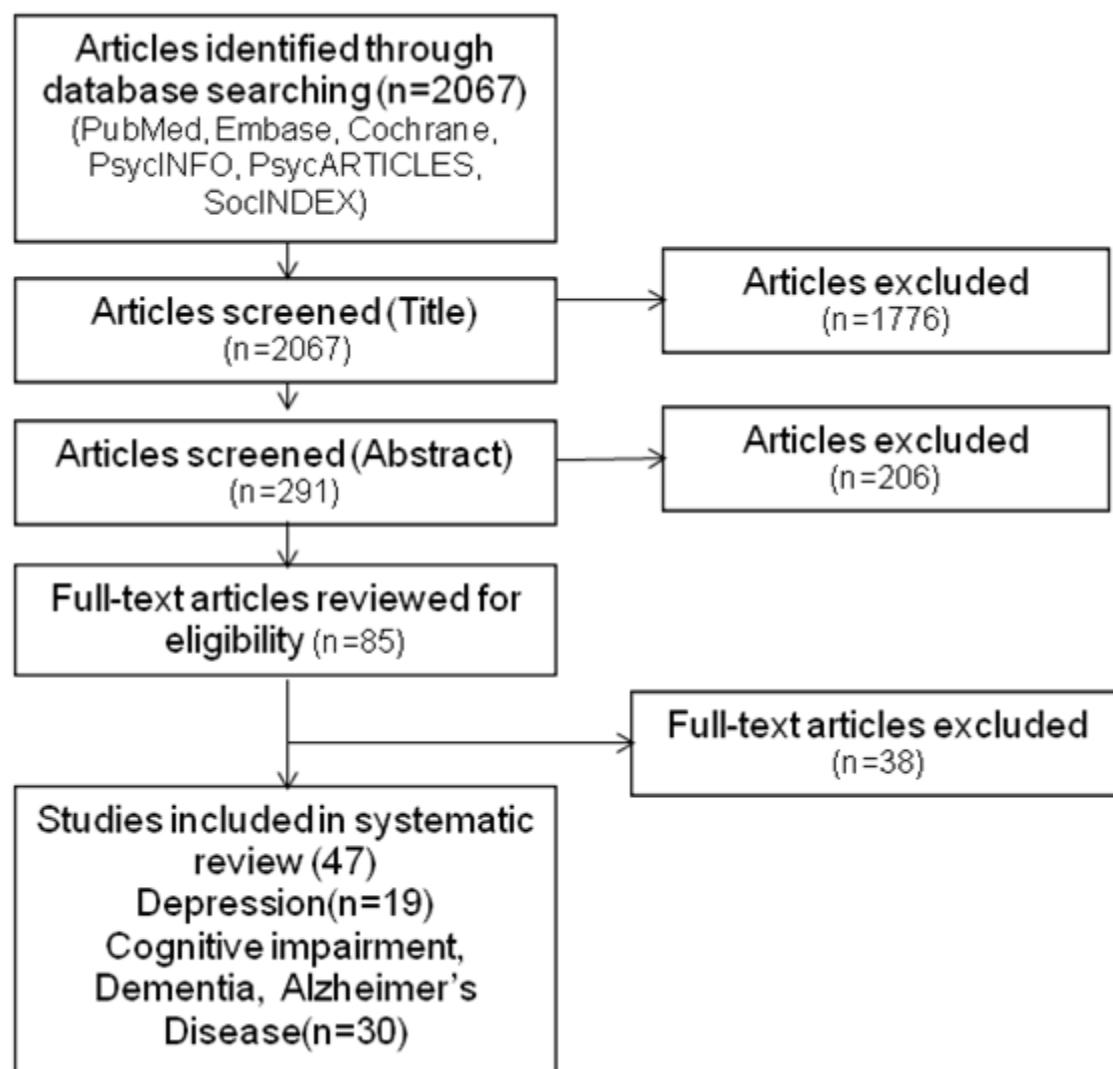 Articles identified through
database searching (n=2067)
(PubMed, Embase, Cochrane,
PsycINFO, PsycARTICLES,
SocINDEX)
Articles screened (Title)
(n=2067)
Articles excluded
(n=1776)
Articles screened (Abstract)
(n=291)
Articles excluded
(n=206)
Full-text articles reviewed for
eligibility (n=85)
Full-text articles excluded
(n=38)
Studies included in systematic
review (47)
Depression(n=19)
Cognitive impairment,
Dementia, Alzheimer’s
Disease(n=30)